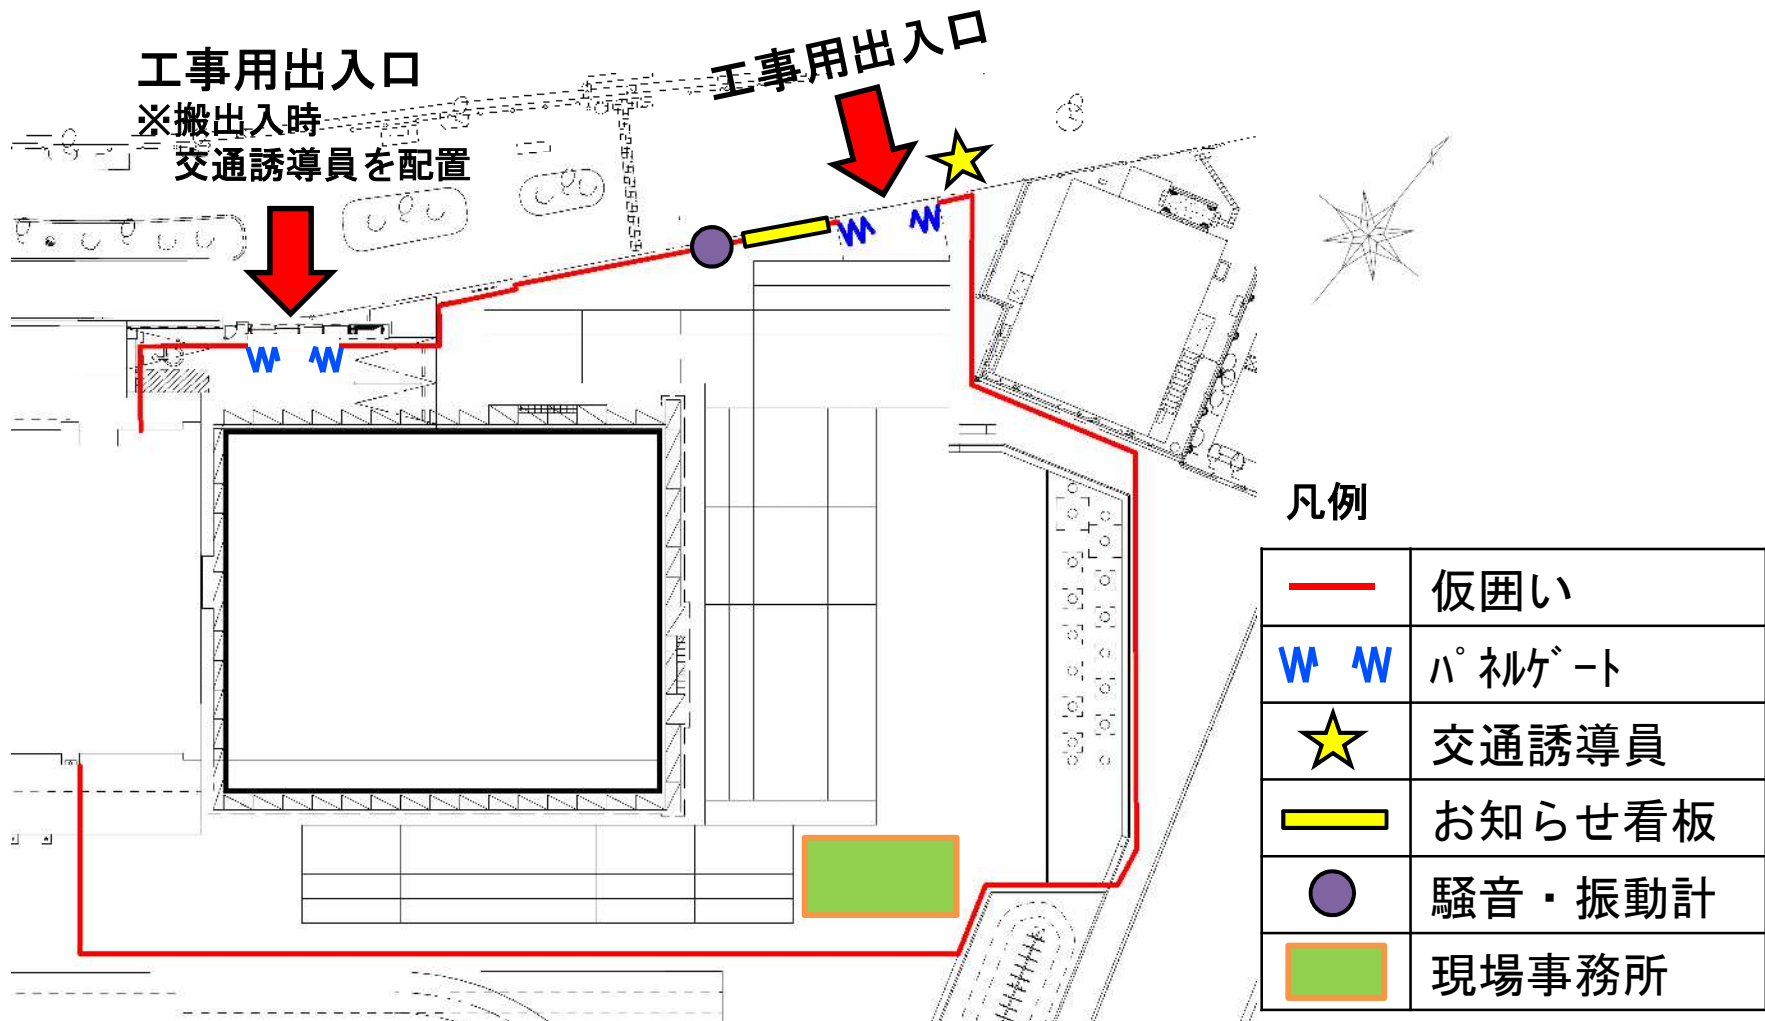 工事用出入口
※搬出入時
交通誘導員を配置
工事用出入口
凡例
仮囲い
ﾊﾟﾈﾙｹﾞｰﾄ
交通誘導員
お知らせ看板
騒音・振動計
現場事務所